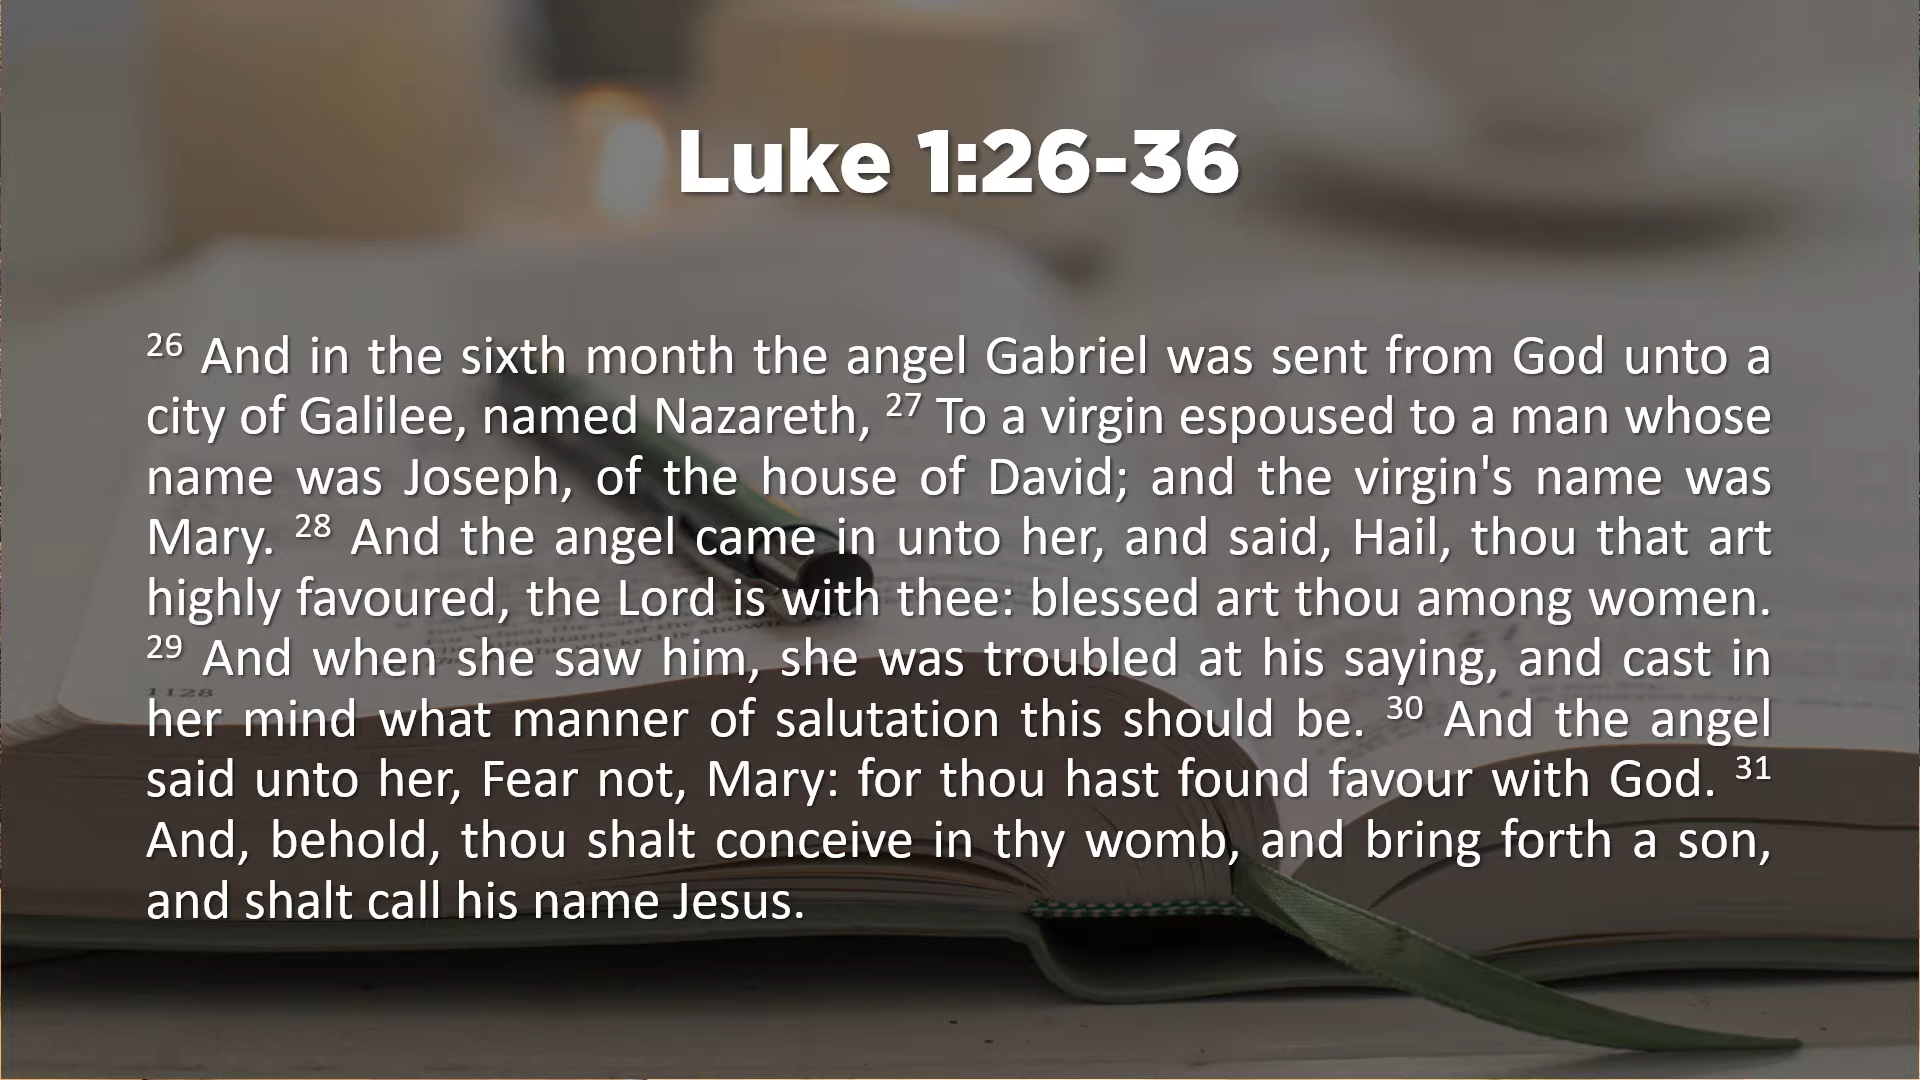 Luke 1:26-36
26 And in the sixth month the angel Gabriel was sent from God unto a
city of Galilee, named Nazareth, 27 To a virgin espoused to a man whose
name was Joseph, of the house of David; and the virgin's name was
Mary. 28 And the angel came in unto her, and said, Hail, thou that art
highly favoured, the Lord is with thee: blessed art thou among women.
29 And when she saw him, she was troubled at his saying, and cast in
her mind what manner of salutation this should be. 30 And the angel
said unto her, Fear not, Mary: for thou hast found favour with God. 31
And, behold, thou shalt conceive in thy womb, and bring forth a son,
and shalt call his name Jesus.
1128